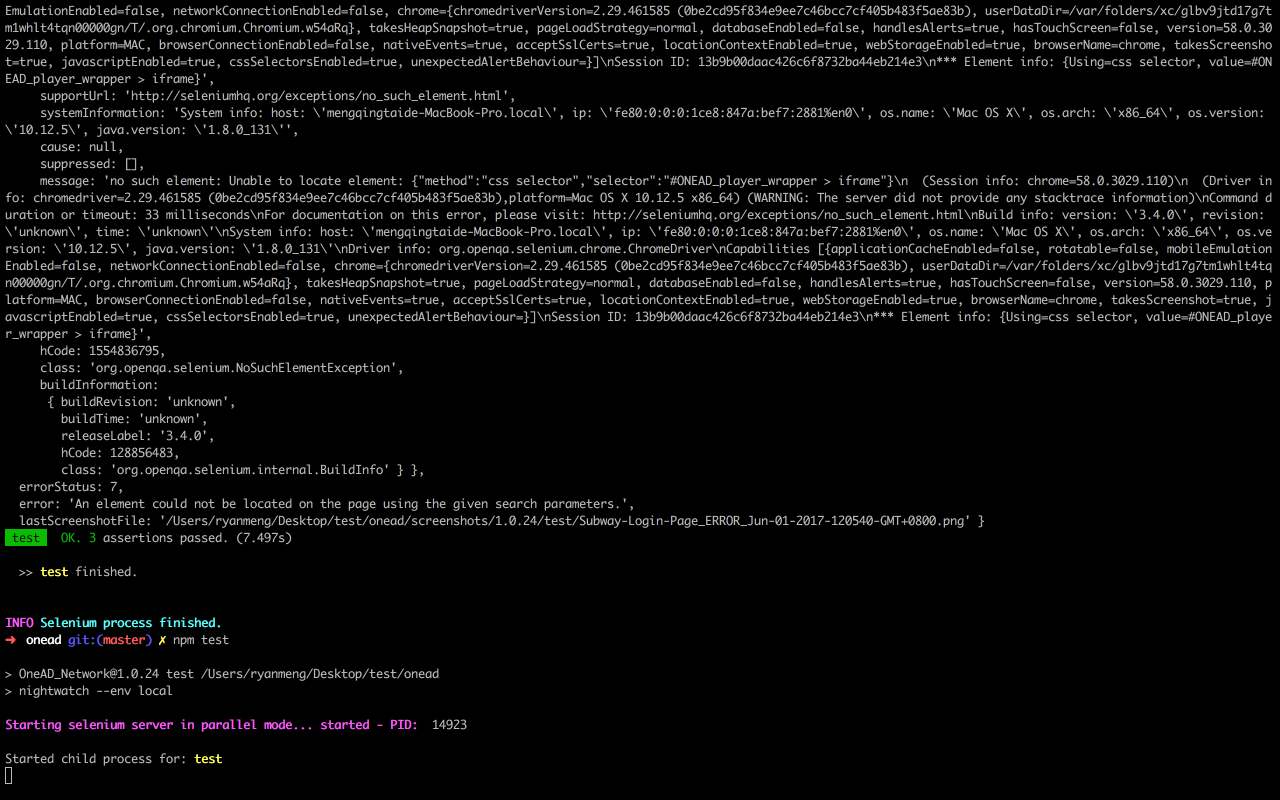 EmulationEnabled=false, networkConnectionEnabled=false, chrome={chromedriverVersion=2.29.461585 (0be2cd95f834e9ee7c46bcc7cf405b483f5ae83b), userDataDir=/var/folders/xc/glbv9jtd17g7t
m1whlt4tqn00000gn/T/.org.chromium.Chromium.w54aRq}, takesHeapSnapshot=true, pageLoadStrategy=normal, databaseEnabled=false, handlesAlerts=true, hasTouchScreen=false, version=58.0.30
29.110, platform=MAC, browserConnectionEnabled=false, nativeEvents=true, acceptSslCerts=true, locationContextEnabled=true, webStorageEnabled=true, browserName=chrome, takesScreensho
t=true, javascriptEnabled=true, cssSelectorsEnabled=true, unexpectedAlertBehaviour=}]\nSession ID: 13b9b00daac426c6f8732ba44eb214e3\n*** Element info: {Using=css selector, value=#ON
EAD_player_wrapper > iframe}',
supportUrl: 'http://seleniumhq.org/exceptions/no_such_element.html',
systemInformation: 'System info: host: \'mengqingtaide-MacBook-Pro.local\', ip: \'fe80:0:0:0:1ce8:847a:bef7:2881%en0\', os.name: \'Mac OS X\', os.arch: \'x86_64\', os.version:
\'10.12.5\', java.version: \'1.8.0_131\'',
cause: null,
suppressed: [],
message: 'no such element: Unable to locate element: {"method":"css selector","selector":"#ONEAD_player_wrapper > iframe"}\n  (Session info: chrome=58.0.3029.110)\n  (Driver in
fo: chromedriver=2.29.461585 (0be2cd95f834e9ee7c46bcc7cf405b483f5ae83b),platform=Mac OS X 10.12.5 x86_64) (WARNING: The server did not provide any stacktrace information)\nCommand d
uration or timeout: 33 milliseconds\nFor documentation on this error, please visit: http://seleniumhq.org/exceptions/no_such_element.html\nBuild info: version: \'3.4.0\', revision:
\'unknown\', time: \'unknown\'\nSystem info: host: \'mengqingtaide-MacBook-Pro.local\', ip: \'fe80:0:0:0:1ce8:847a:bef7:2881%en0\', os.name: \'Mac OS X\', os.arch: \'x86_64\', os.ve
rsion: \'10.12.5\', java.version: \'1.8.0_131\'\nDriver info: org.openqa.selenium.chrome.ChromeDriver\nCapabilities [{applicationCacheEnabled=false, rotatable=false, mobileEmulation
Enabled=false, networkConnectionEnabled=false, chrome={chromedriverVersion=2.29.461585 (0be2cd95f834e9ee7c46bcc7cf405b483f5ae83b), userDataDir=/var/folders/xc/glbv9jtd17g7tm1whlt4tq
n00000gn/T/.org.chromium.Chromium.w54aRq}, takesHeapSnapshot=true, pageLoadStrategy=normal, databaseEnabled=false, handlesAlerts=true, hasTouchScreen=false, version=58.0.3029.110, p
latform=MAC, browserConnectionEnabled=false, nativeEvents=true, acceptSslCerts=true, locationContextEnabled=true, webStorageEnabled=true, browserName=chrome, takesScreenshot=true, j
avascriptEnabled=true, cssSelectorsEnabled=true, unexpectedAlertBehaviour=}]\nSession ID: 13b9b00daac426c6f8732ba44eb214e3\n*** Element info: {Using=css selector, value=#ONEAD_playe
r_wrapper > iframe}',
hCode: 1554836795,
class: 'org.openqa.selenium.NoSuchElementException',
buildInformation:
{ buildRevision: 'unknown',
buildTime: 'unknown',
releaseLabel: '3.4.0',
hCode: 128856483,
class: 'org.openqa.selenium.internal.BuildInfo' } },
errorStatus: 7,
error: 'An element could not be located on the page using the given search parameters.',
lastScreenshotFile: '/Users/ryanmeng/Desktop/test/onead/screenshots/1.0.24/test/Subway-Login-Page_ERROR_Jun-01-2017-120540-GMT+0800.png' }
test OK. 3 assertions passed. (7.497s)
>> test finished.
INFO Selenium process finished.
➜ onead git:(master) ✗ npm test
> OneAD_Network@1.0.24 test /Users/ryanmeng/Desktop/test/onead
> nightwatch --env local
Starting selenium server in parallel mode... started - PID:  14923
Started child process for: test